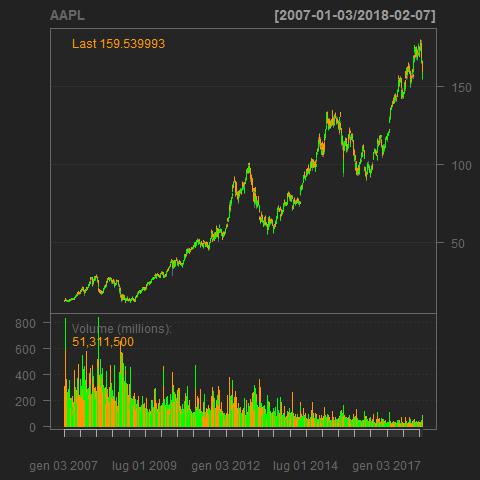 AAPL [2007-01-03/2018-02-07]
Last 159.539993
150
100
50
800
600
400
200
0
Volume (millions):
51,311,500
gen 03 2007 lug 01 2009 gen 03 2012 lug 01 2014 gen 03 2017